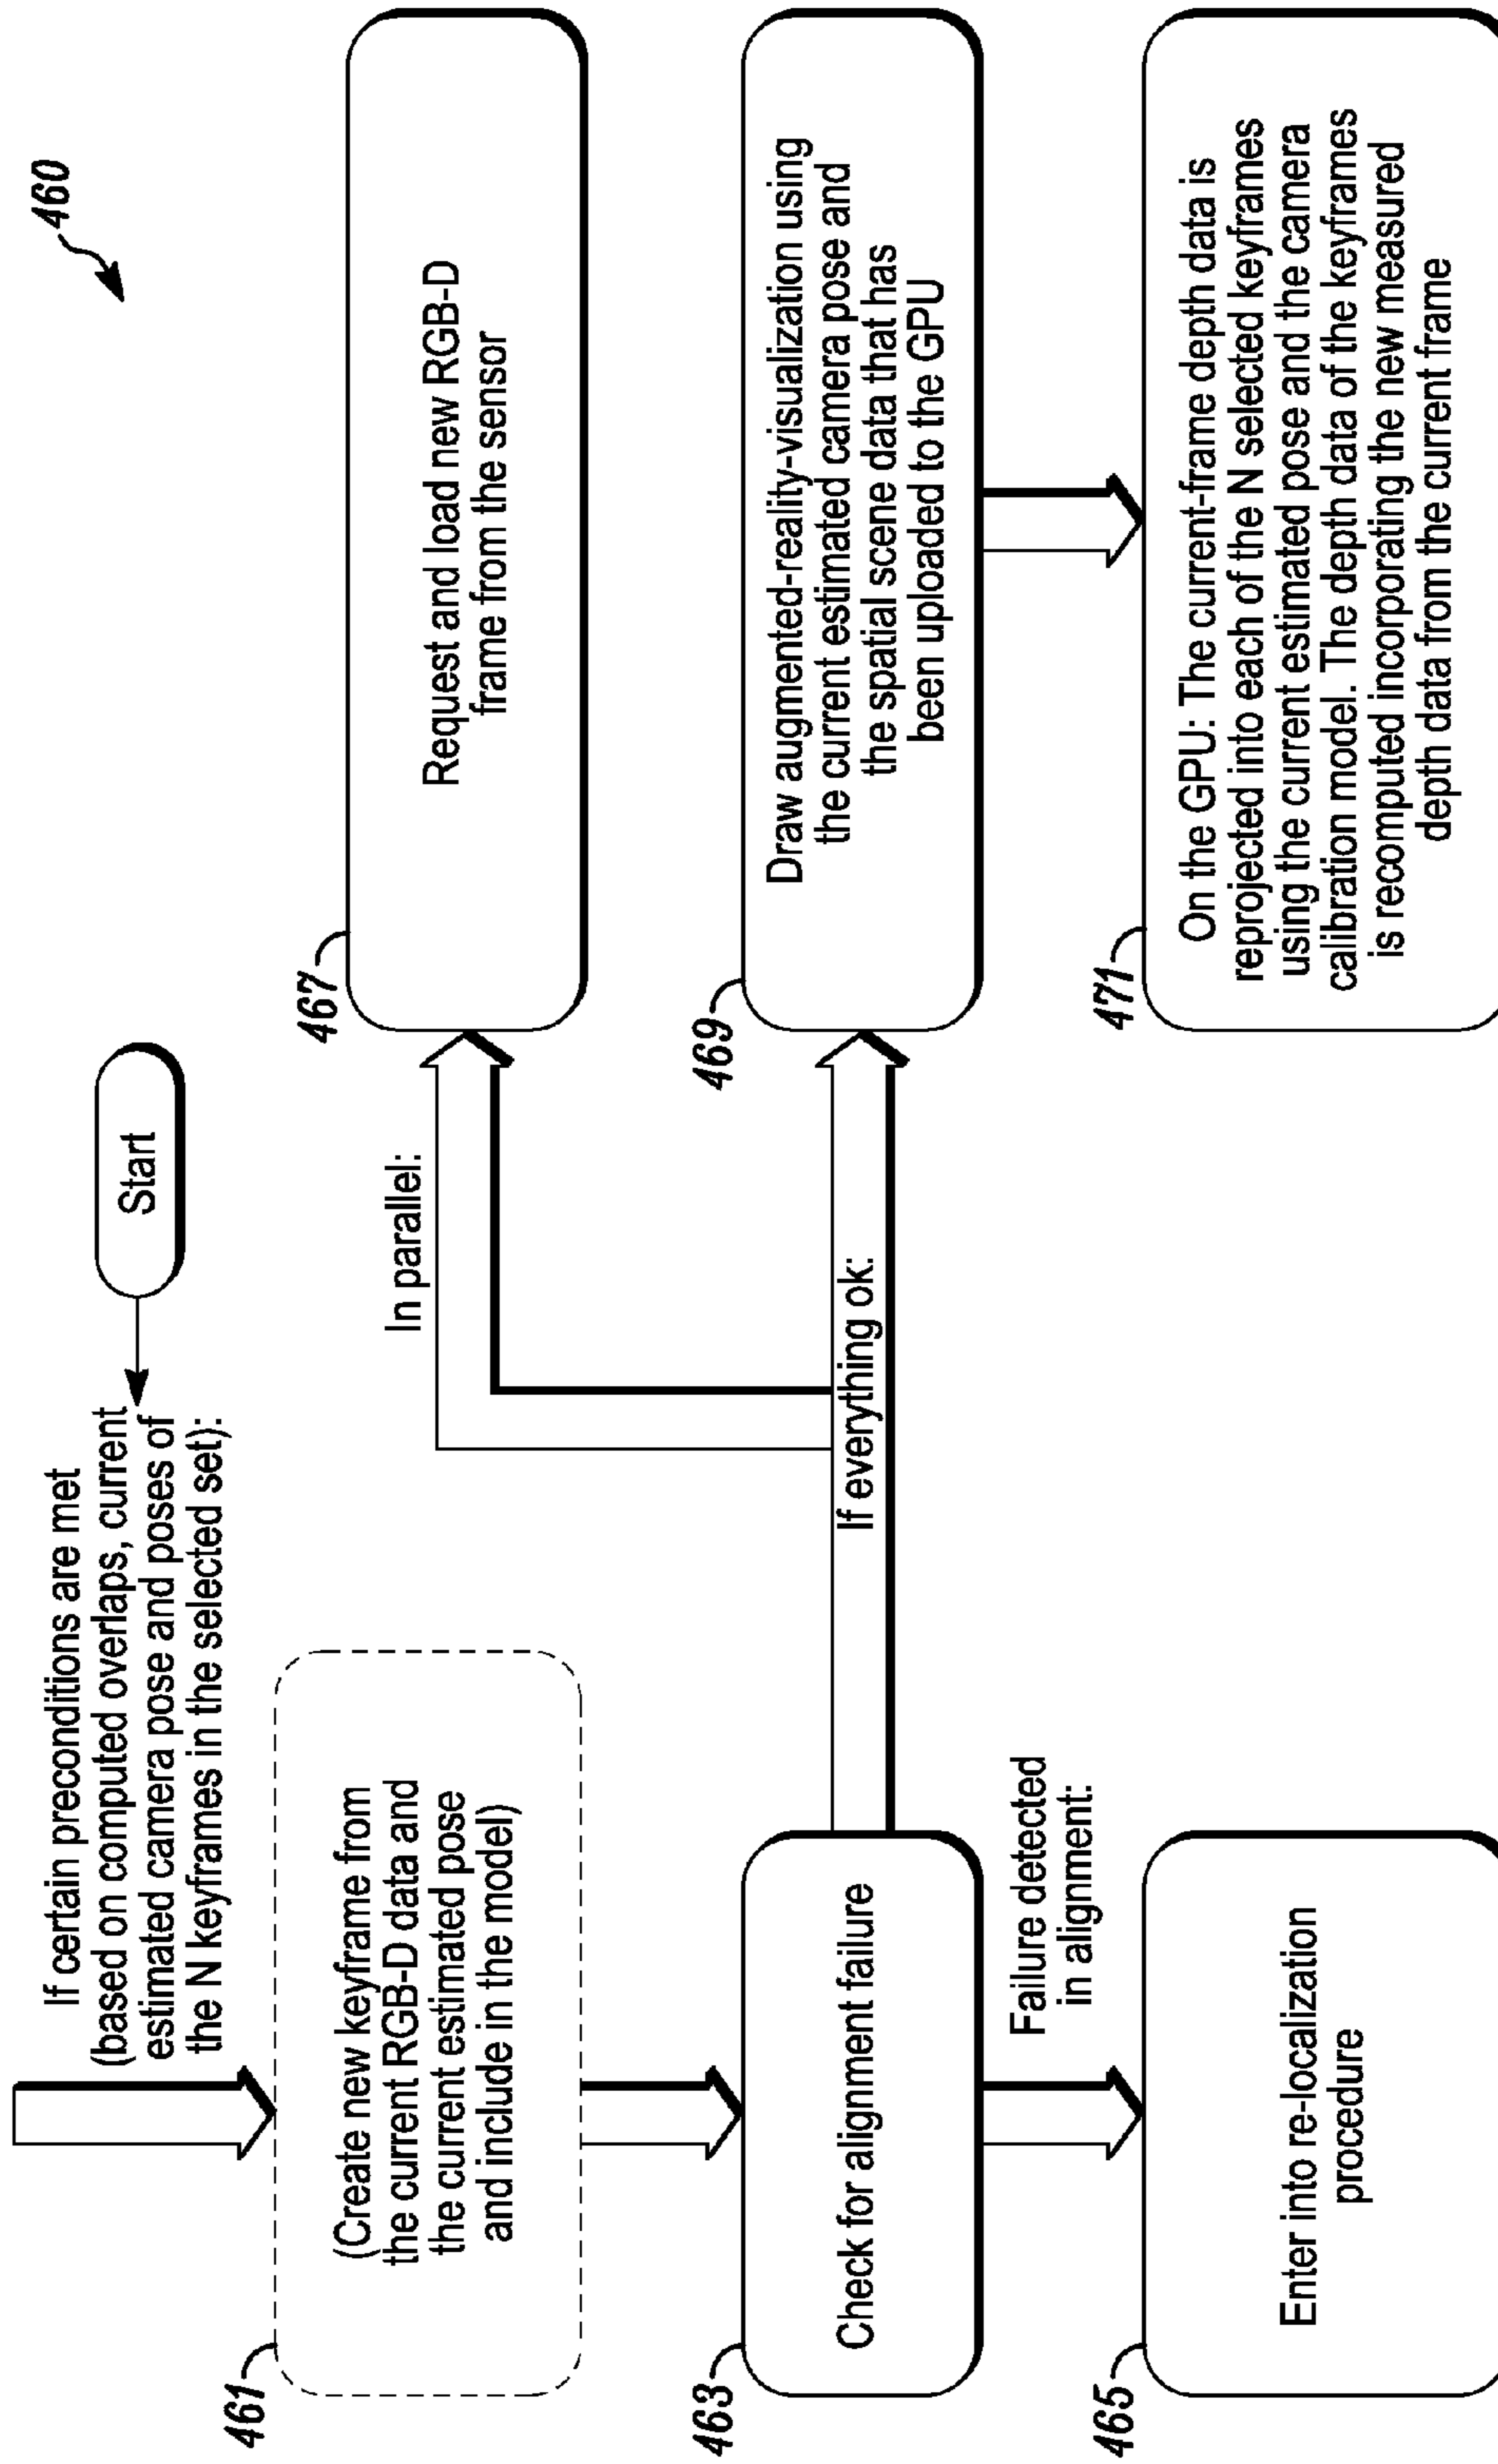 460
Start
If certain preconditions are met
(based on computed overlaps, current
estimated camera pose and poses of
the N keyframes in the selected set):
461
(Create new keyframe from
the current RGB-D data and
the current estimated pose
and include in the model)
463
Check for alignment failure
Failure detected
in alignment:
465
Enter into re-localization
procedure
In parallel:
If everything ok:
467
Request and load new RGB-D
frame from the sensor
469
Draw augmented-reality-visualization using
the current estimated camera pose and
the spatial scene data that has
been uploaded to the GPU
471
On the GPU: The current-frame depth data is
reprojected into each of the N selected keyframes
using the current estimated pose and the camera
calibration model. The depth data of the keyframes
is recomputed incorporating the new measured
depth data from the current frame